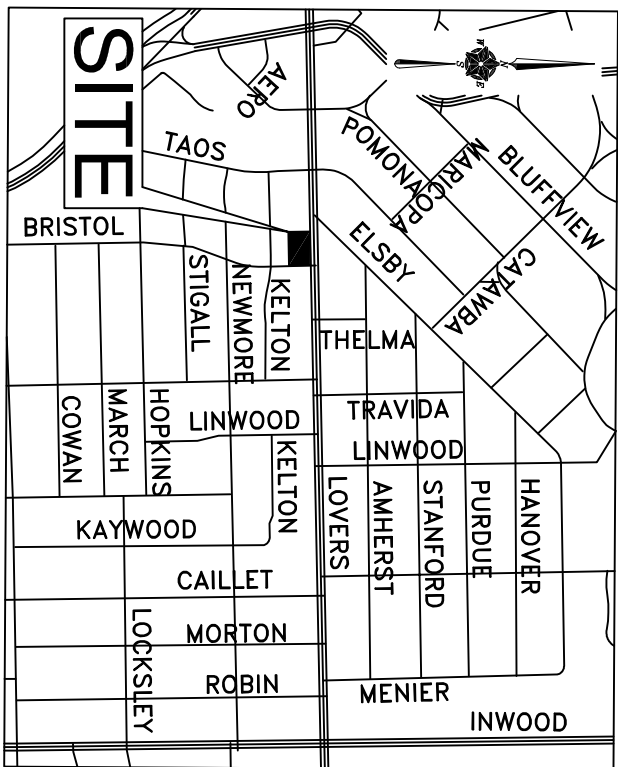 SITE
W
N
S
E
AERO
TAOS
POMONA
MARICOPA
BLUFFVIEW
BRISTOL
ELSBY
CATAWBA
STIGALL
NEWMORE
KELTON
THELMA
COWAN
MARCH
HOPKINS
LINWOOD
TRAVIDA
LINWOOD
KELTON
LOVERS
AMHERST
STANFORD
PURDUE
HANOVER
KAYWOOD
CAILLET
LOCKSLEY
MORTON
ROBIN
MENIER
INWOOD